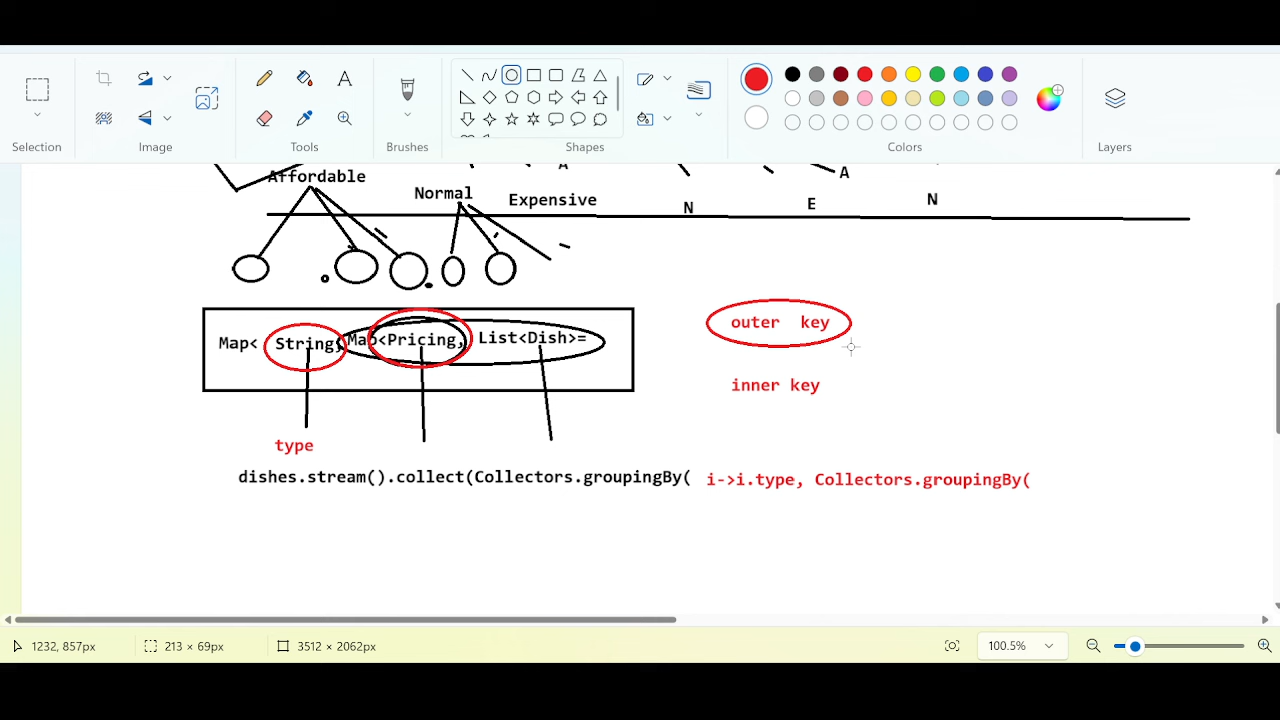 Selection
Image
Tools
Brushes
Shapes
Colors
Layers
A
Affordable
A
Normal
Expensive
N
E
N
outer key
Map< String, Map<Pricing, List<Dish>=
inner key
type
dishes.stream().collect(Collectors.groupingBy( i->i.type, Collectors.groupingBy(
1232, 857px
213 × 69px
3512 × 2062px
100.5%